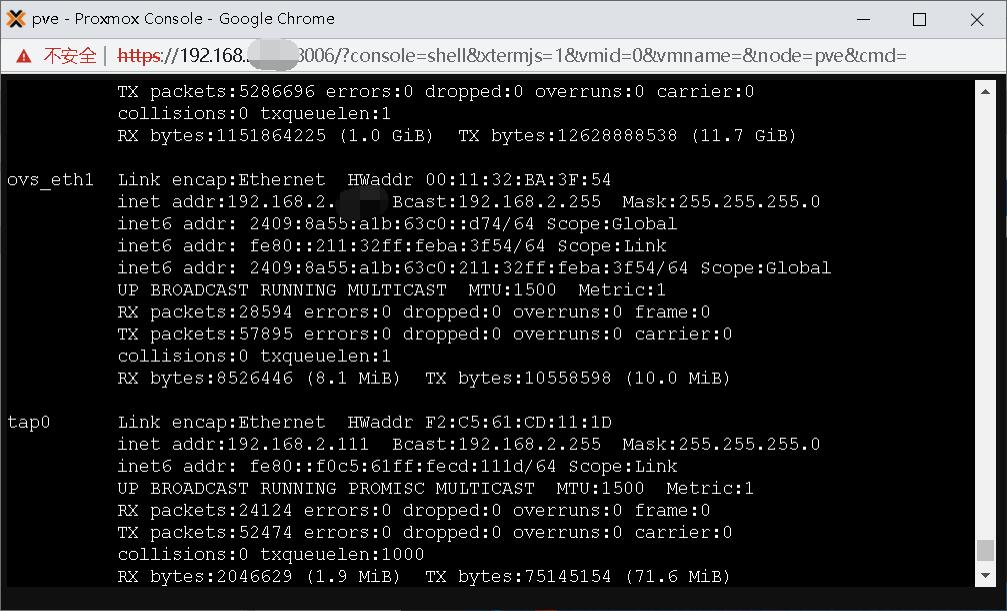 pve - Proxmox Console - Google Chrome
不安全 https://192.168. 3006/?console=shell&xtermjs=1&vmid=0&vmname=&node=pve&cmd=
TX packets:5286696 errors:0 dropped:0 overruns:0 carrier:0
collisions:0 txqueuelen:1
RX bytes:1151864225 (1.0 GiB)  TX bytes:12628888538 (11.7 GiB)
ovs_eth1  Link encap:Ethernet  HWaddr 00:11:32:BA:3F:54
inet addr:192.168.2.  Bcast:192.168.2.255  Mask:255.255.255.0
inet6 addr: 2409:8a55:a1b:63c0::d74/64 Scope:Global
inet6 addr: fe80::211:32ff:feba:3f54/64 Scope:Link
inet6 addr: 2409:8a55:a1b:63c0:211:32ff:feba:3f54/64 Scope:Global
UP BROADCAST RUNNING MULTICAST  MTU:1500  Metric:1
RX packets:28594 errors:0 dropped:0 overruns:0 frame:0
TX packets:57895 errors:0 dropped:0 overruns:0 carrier:0
collisions:0 txqueuelen:1
RX bytes:8526446 (8.1 MiB)  TX bytes:10558598 (10.0 MiB)
tap0  Link encap:Ethernet  HWaddr F2:C5:61:CD:11:1D
inet addr:192.168.2.111  Bcast:192.168.2.255  Mask:255.255.255.0
inet6 addr: fe80::f0c5:61ff:fecd:111d/64 Scope:Link
UP BROADCAST RUNNING PROMISC MULTICAST  MTU:1500  Metric:1
RX packets:24124 errors:0 dropped:0 overruns:0 frame:0
TX packets:52474 errors:0 dropped:0 overruns:0 carrier:0
collisions:0 txqueuelen:1000
RX bytes:2046629 (1.9 MiB)  TX bytes:75145154 (71.6 MiB)